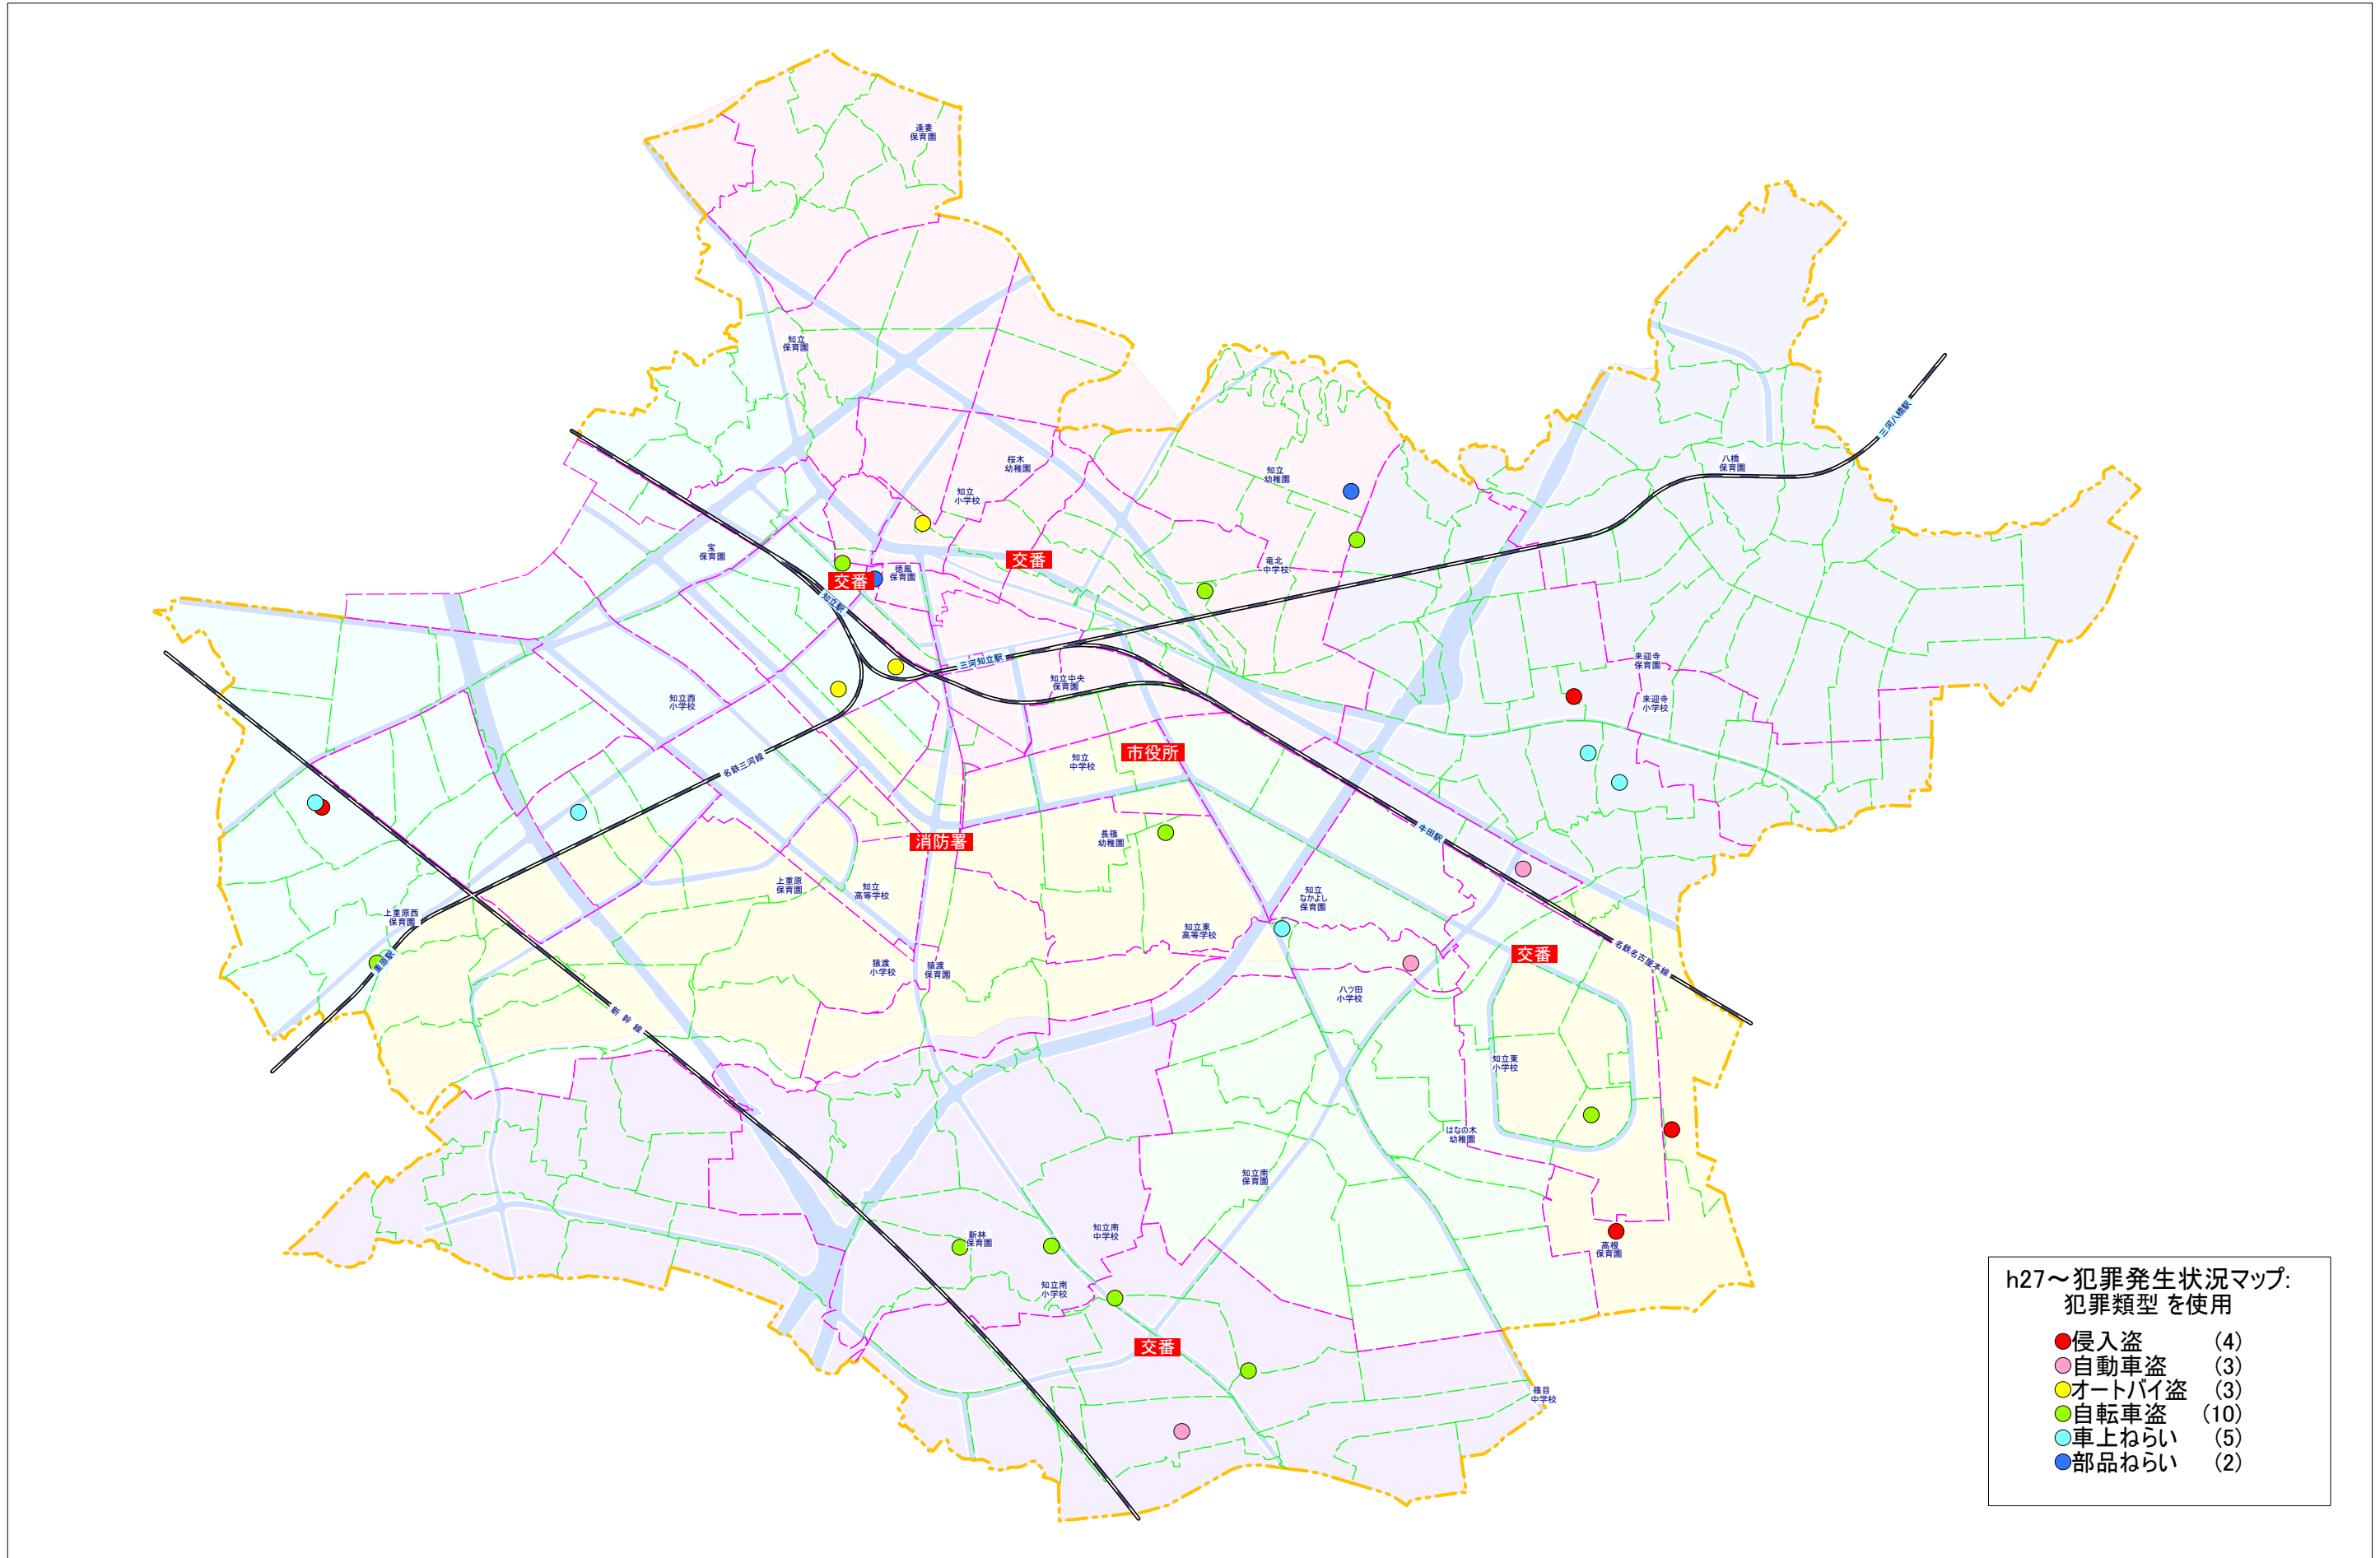 逢妻
保育園
知立
保育園
三河八橋駅
桜木
幼稚園
知立
小学校
知立
幼稚園
八橋
保育園
宝
保育園
交番
徳風
保育園
交番
竜北
中学校
知立駅
三河知立駅
知立中央
保育園
来迎寺
保育園
来迎寺
小学校
知立西
小学校
名鉄三河線
知立
中学校
市役所
消防署
長篠
幼稚園
牛田駅
上重原
保育園
知立
高等学校
知立
なかよし
保育園
上重原西
保育園
重原駅
知立東
高等学校
猿渡
小学校
猿渡
保育園
交番
名鉄名古屋本線
八ツ田
小学校
新幹線
知立東
小学校
はなの木
幼稚園
知立南
保育園
新林
保育園
知立南
中学校
高根
保育園
知立南
小学校
交番
篠目
中学校
h27～犯罪発生状況マップ:
犯罪類型 を使用
侵入盗 (4)
自動車盗 (3)
オートバイ盗 (3)
自転車盗 (10)
車上ねらい (5)
部品ねらい (2)